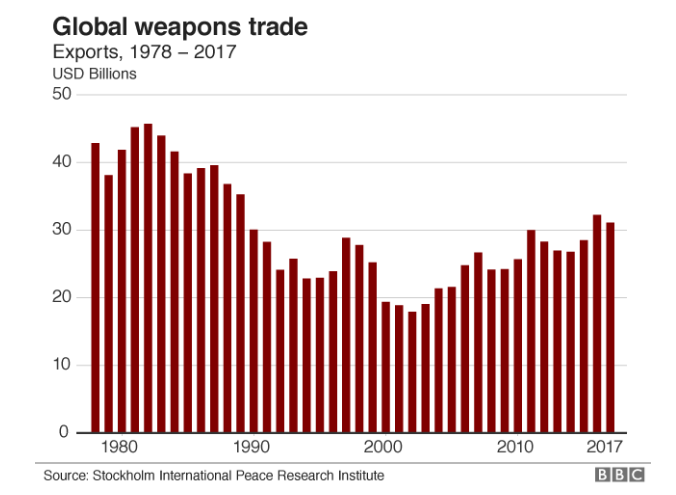 Global weapons trade
Exports, 1978 – 2017
USD Billions
50
40
30
20
10
0
1980 1990 2000 2010 2017
Source: Stockholm International Peace Research Institute
BBC